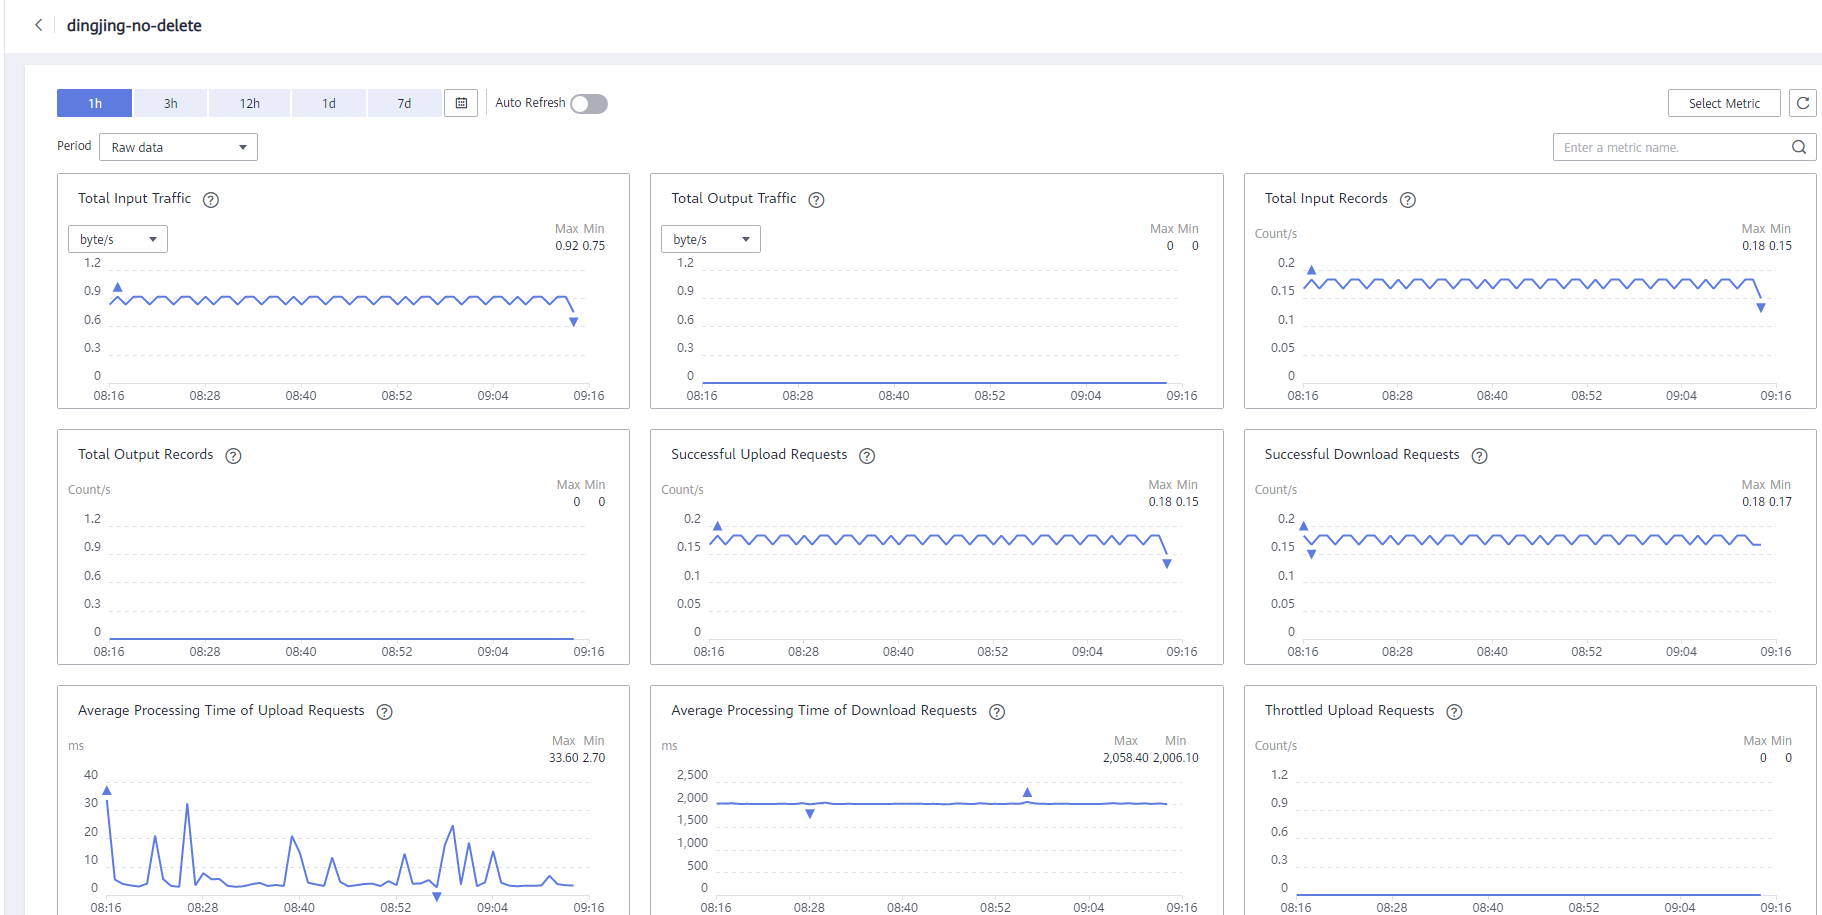 dingjing-no-delete
1h 3h 12h 1d 7d Auto Refresh Select Metric
Period Raw data Enter a metric name.
Total Input Traffic ?
byte/s
Max Min
0.92 0.75
1.2
0.9
0.6
0.3
0
08:16 08:28 08:40 08:52 09:04 09:16
Total Output Traffic ?
byte/s
Max Min
0 0
1.2
0.9
0.6
0.3
0
08:16 08:28 08:40 08:52 09:04 09:16
Total Input Records ?
Count/s
Max Min
0.18 0.15
0.2
0.15
0.1
0.05
0
08:16 08:28 08:40 08:52 09:04 09:16
Total Output Records ?
Count/s
Max Min
0 0
1.2
0.9
0.6
0.3
0
08:16 08:28 08:40 08:52 09:04 09:16
Successful Upload Requests ?
Count/s
Max Min
0.18 0.15
0.2
0.15
0.1
0.05
0
08:16 08:28 08:40 08:52 09:04 09:16
Successful Download Requests ?
Count/s
Max Min
0.18 0.17
0.2
0.15
0.1
0.05
0
08:16 08:28 08:40 08:52 09:04 09:16
Average Processing Time of Upload Requests ?
ms
Max Min
33.60 2.70
40
30
20
10
0
08:16 08:28 08:40 08:52 09:04 09:16
Average Processing Time of Download Requests ?
ms
Max Min
2,058.40 2,006.10
2,500
2,000
1,500
1,000
500
0
08:16 08:28 08:40 08:52 09:04 09:16
Throttled Upload Requests ?
Count/s
Max Min
0 0
1.2
0.9
0.6
0.3
0
08:16 08:28 08:40 08:52 09:04 09:16